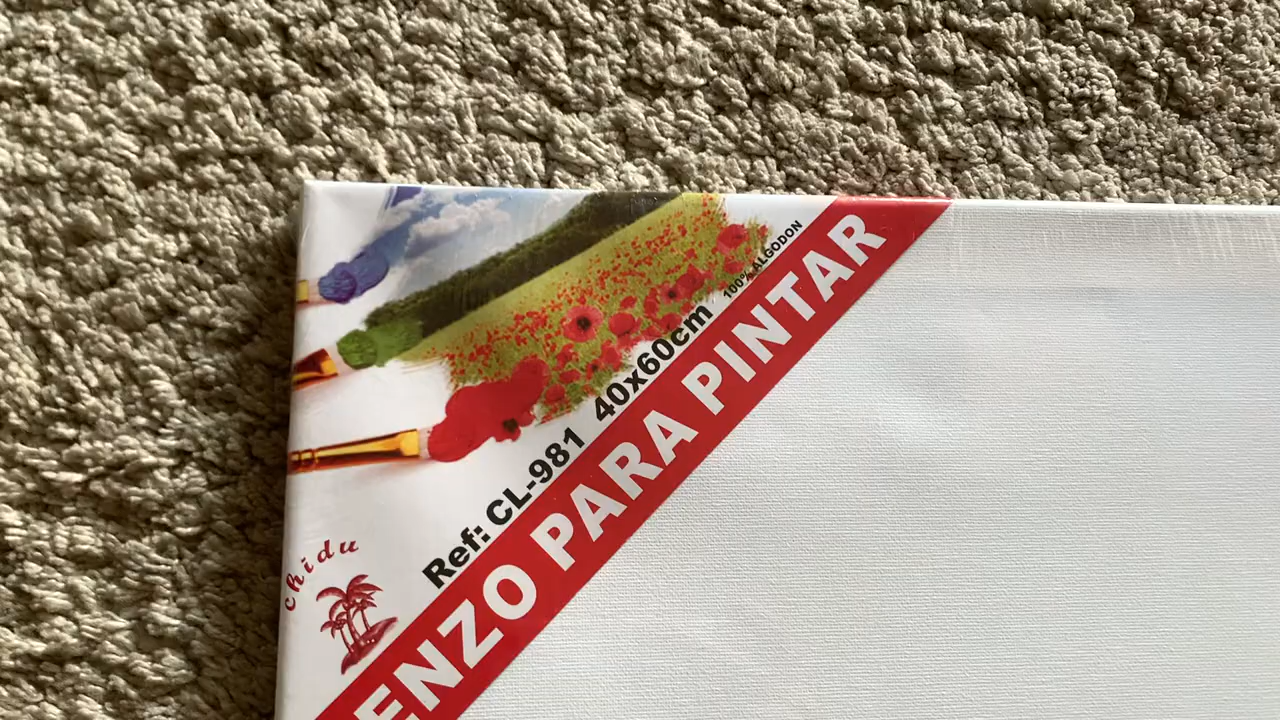 100% ALGODON
Ref: CL-981 40x60cm
ENZO PARA PINTAR
chidu